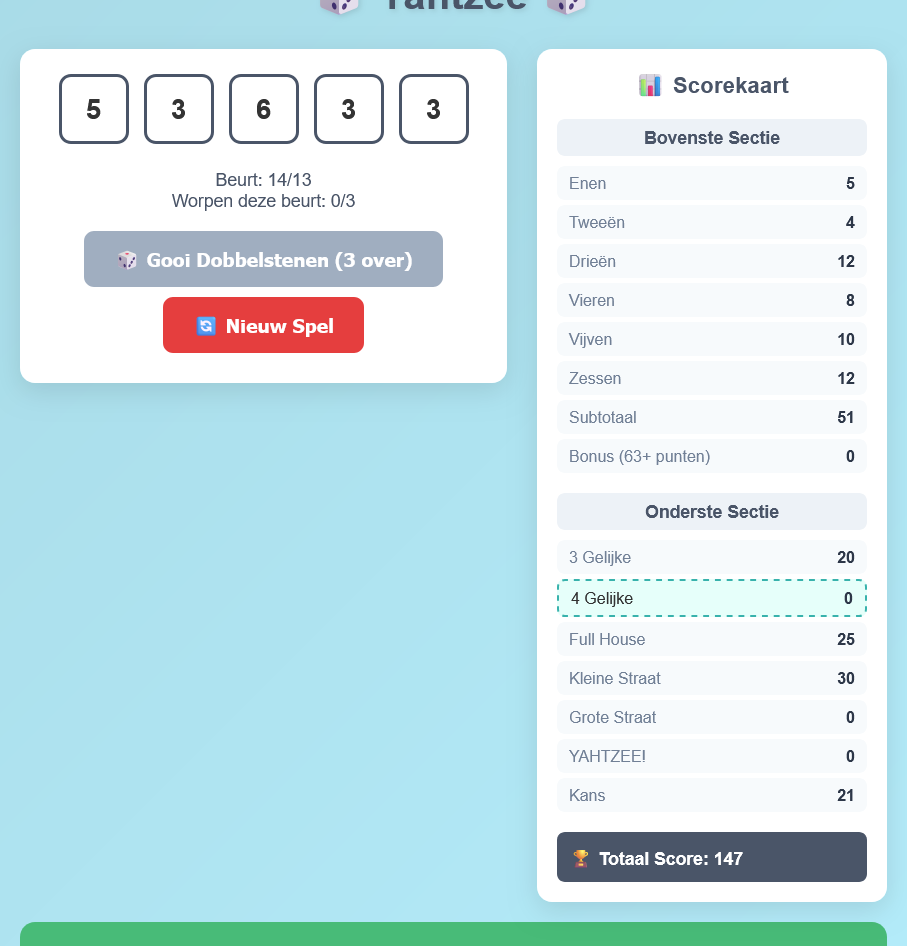 Yahtzee
5 3 6 3 3
Beurt: 14/13
Worpen deze beurt: 0/3
Gooi Dobbelstenen (3 over)
Nieuw Spel
Scorekaart
Bovenste Sectie
Enen 5
Tweeën 4
Drieën 12
Vieren 8
Vijven 10
Zessen 12
Subtotaal 51
Bonus (63+ punten) 0
Onderste Sectie
3 Gelijke 20
4 Gelijke 0
Full House 25
Kleine Straat 30
Grote Straat 0
YAHTZEE! 0
Kans 21
Totaal Score: 147